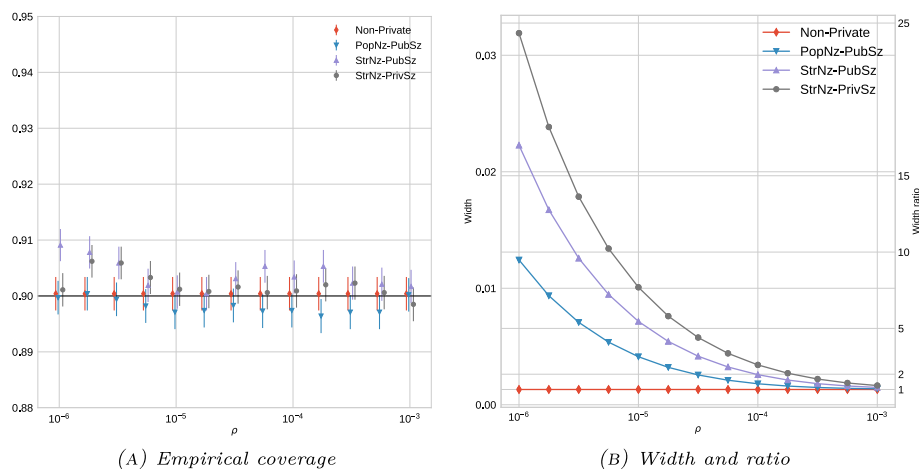 0.95
0.94
0.93
0.92
0.91
0.90
0.89
0.88
10⁻⁶
10⁻⁵
10⁻⁴
10⁻³
ρ
Non-Private
PopNz-PubSz
StrNz-PubSz
StrNz-PrivSz
(A) Empirical coverage
Width
0.03
0.02
0.01
0.00
10⁻⁶
10⁻⁵
10⁻⁴
10⁻³
ρ
Non-Private
PopNz-PubSz
StrNz-PubSz
StrNz-PrivSz
25
15
10
5
2
1
Width ratio
(B) Width and ratio